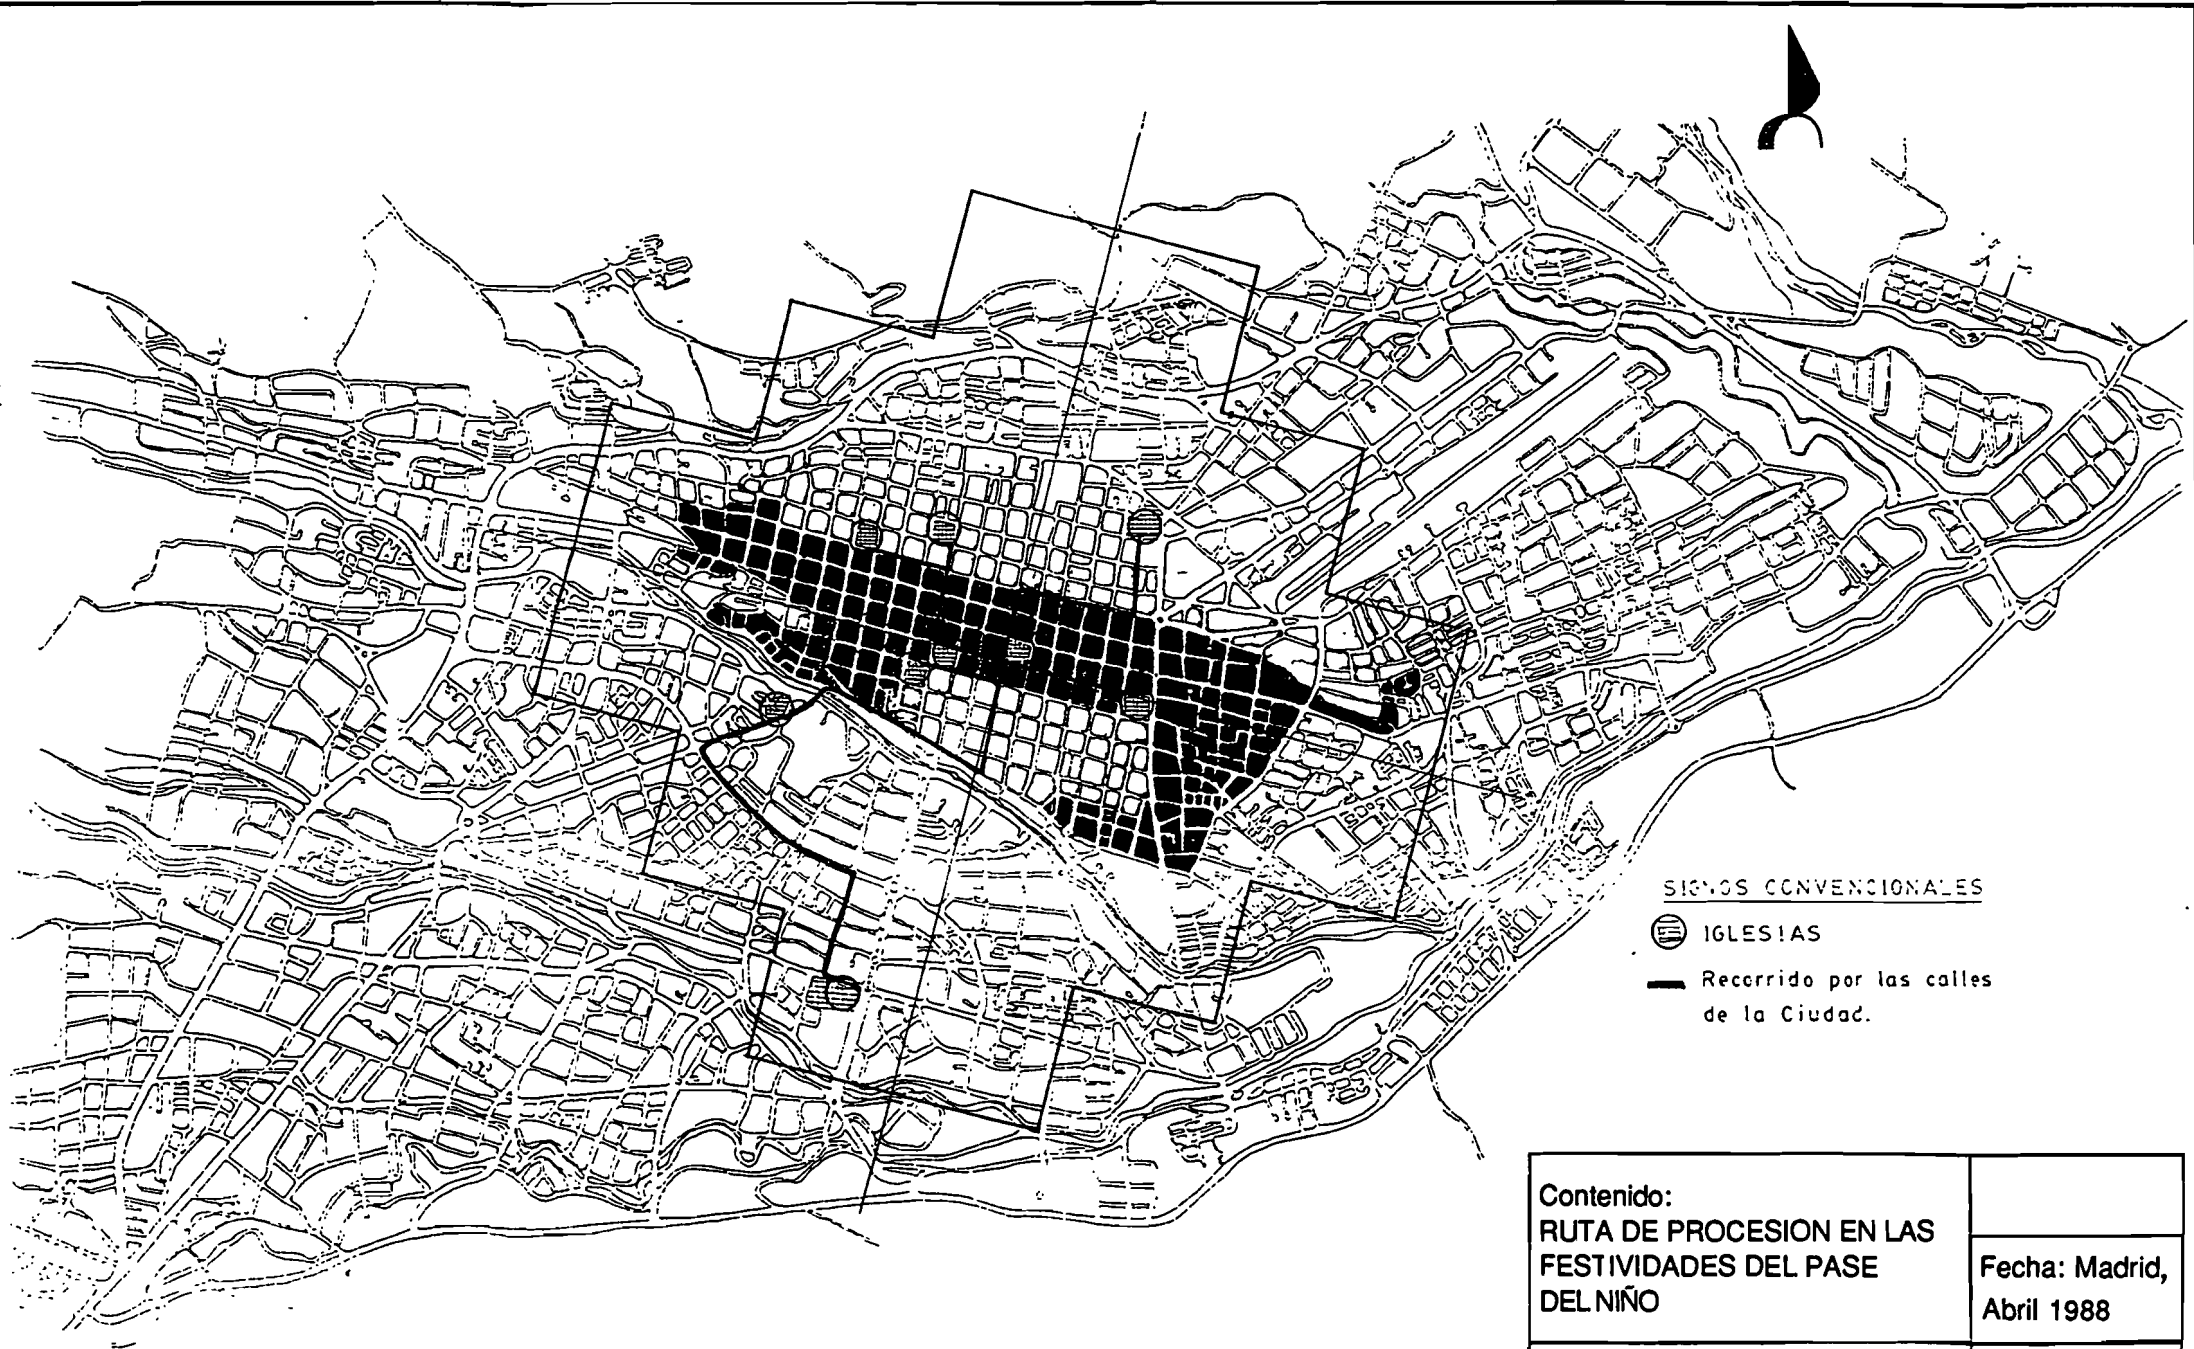 SIGNOS CONVENCIONALES
IGLESIAS
Recorrido por las calles
de la Ciudad.
Contenido:
RUTA DE PROCESION EN LAS
FESTIVIDADES DEL PASE
DEL NIÑO
Fecha: Madrid,
Abril 1988